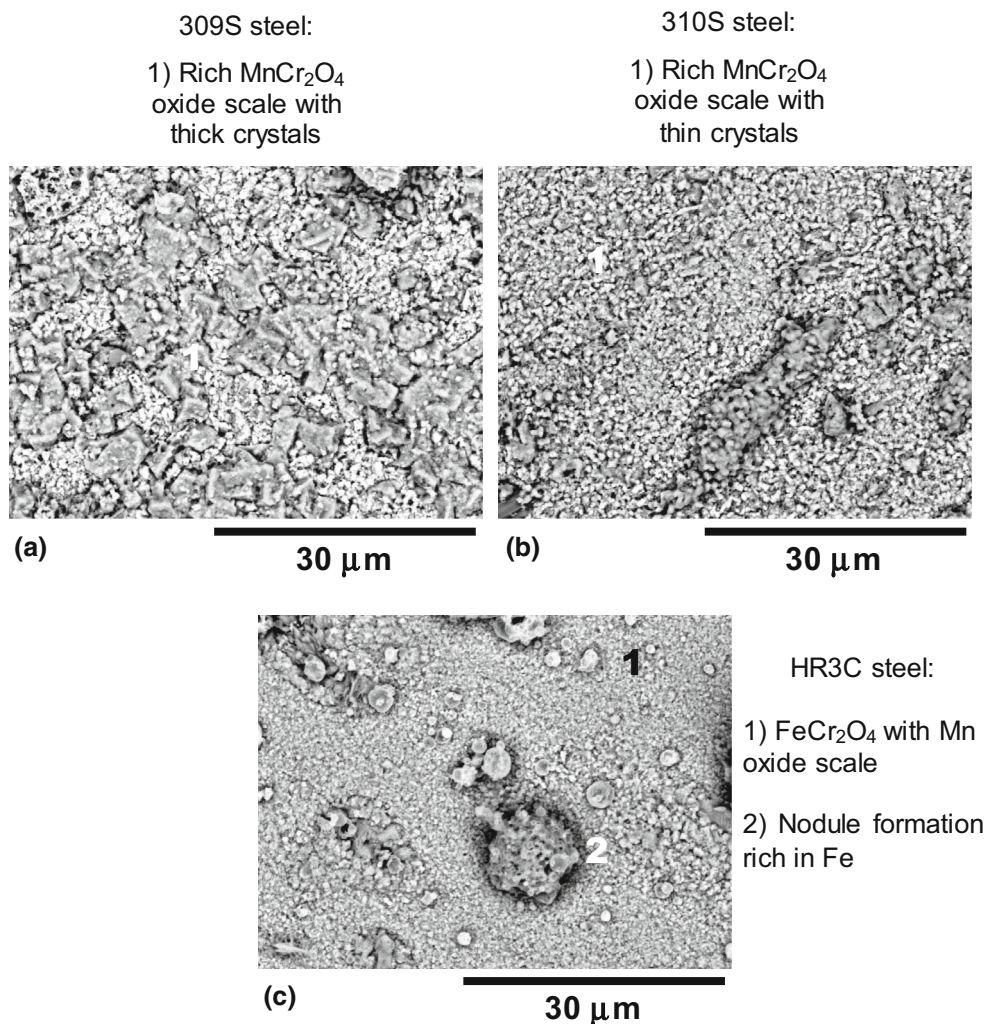 309S steel:
1) Rich MnCr₂O₄
oxide scale with
thick crystals
310S steel:
1) Rich MnCr₂O₄
oxide scale with
thin crystals
1
1
(a)
30 μm
(b)
30 μm
1
2
HR3C steel:
1) FeCr₂O₄ with Mn
oxide scale
2) Nodule formation
rich in Fe
(c)
30 μm